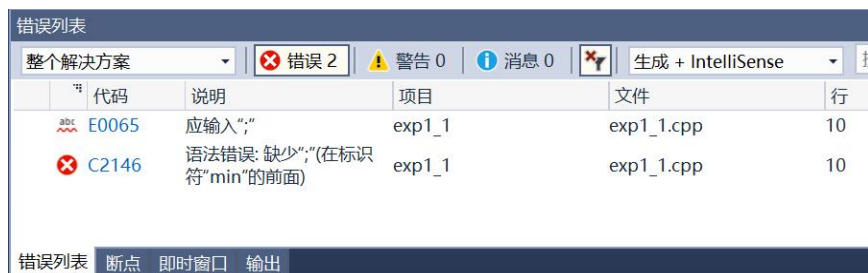 错误列表
整个解决方案 错误 2 警告 0 消息 0 生成 + IntelliSense
代码 说明 项目 文件 行
abc E0065 应输入";" exp1_1 exp1_1.cpp 10
C2146 语法错误: 缺少";"(在标识符"min"的前面) exp1_1 exp1_1.cpp 10
错误列表 断点 即时窗口 输出